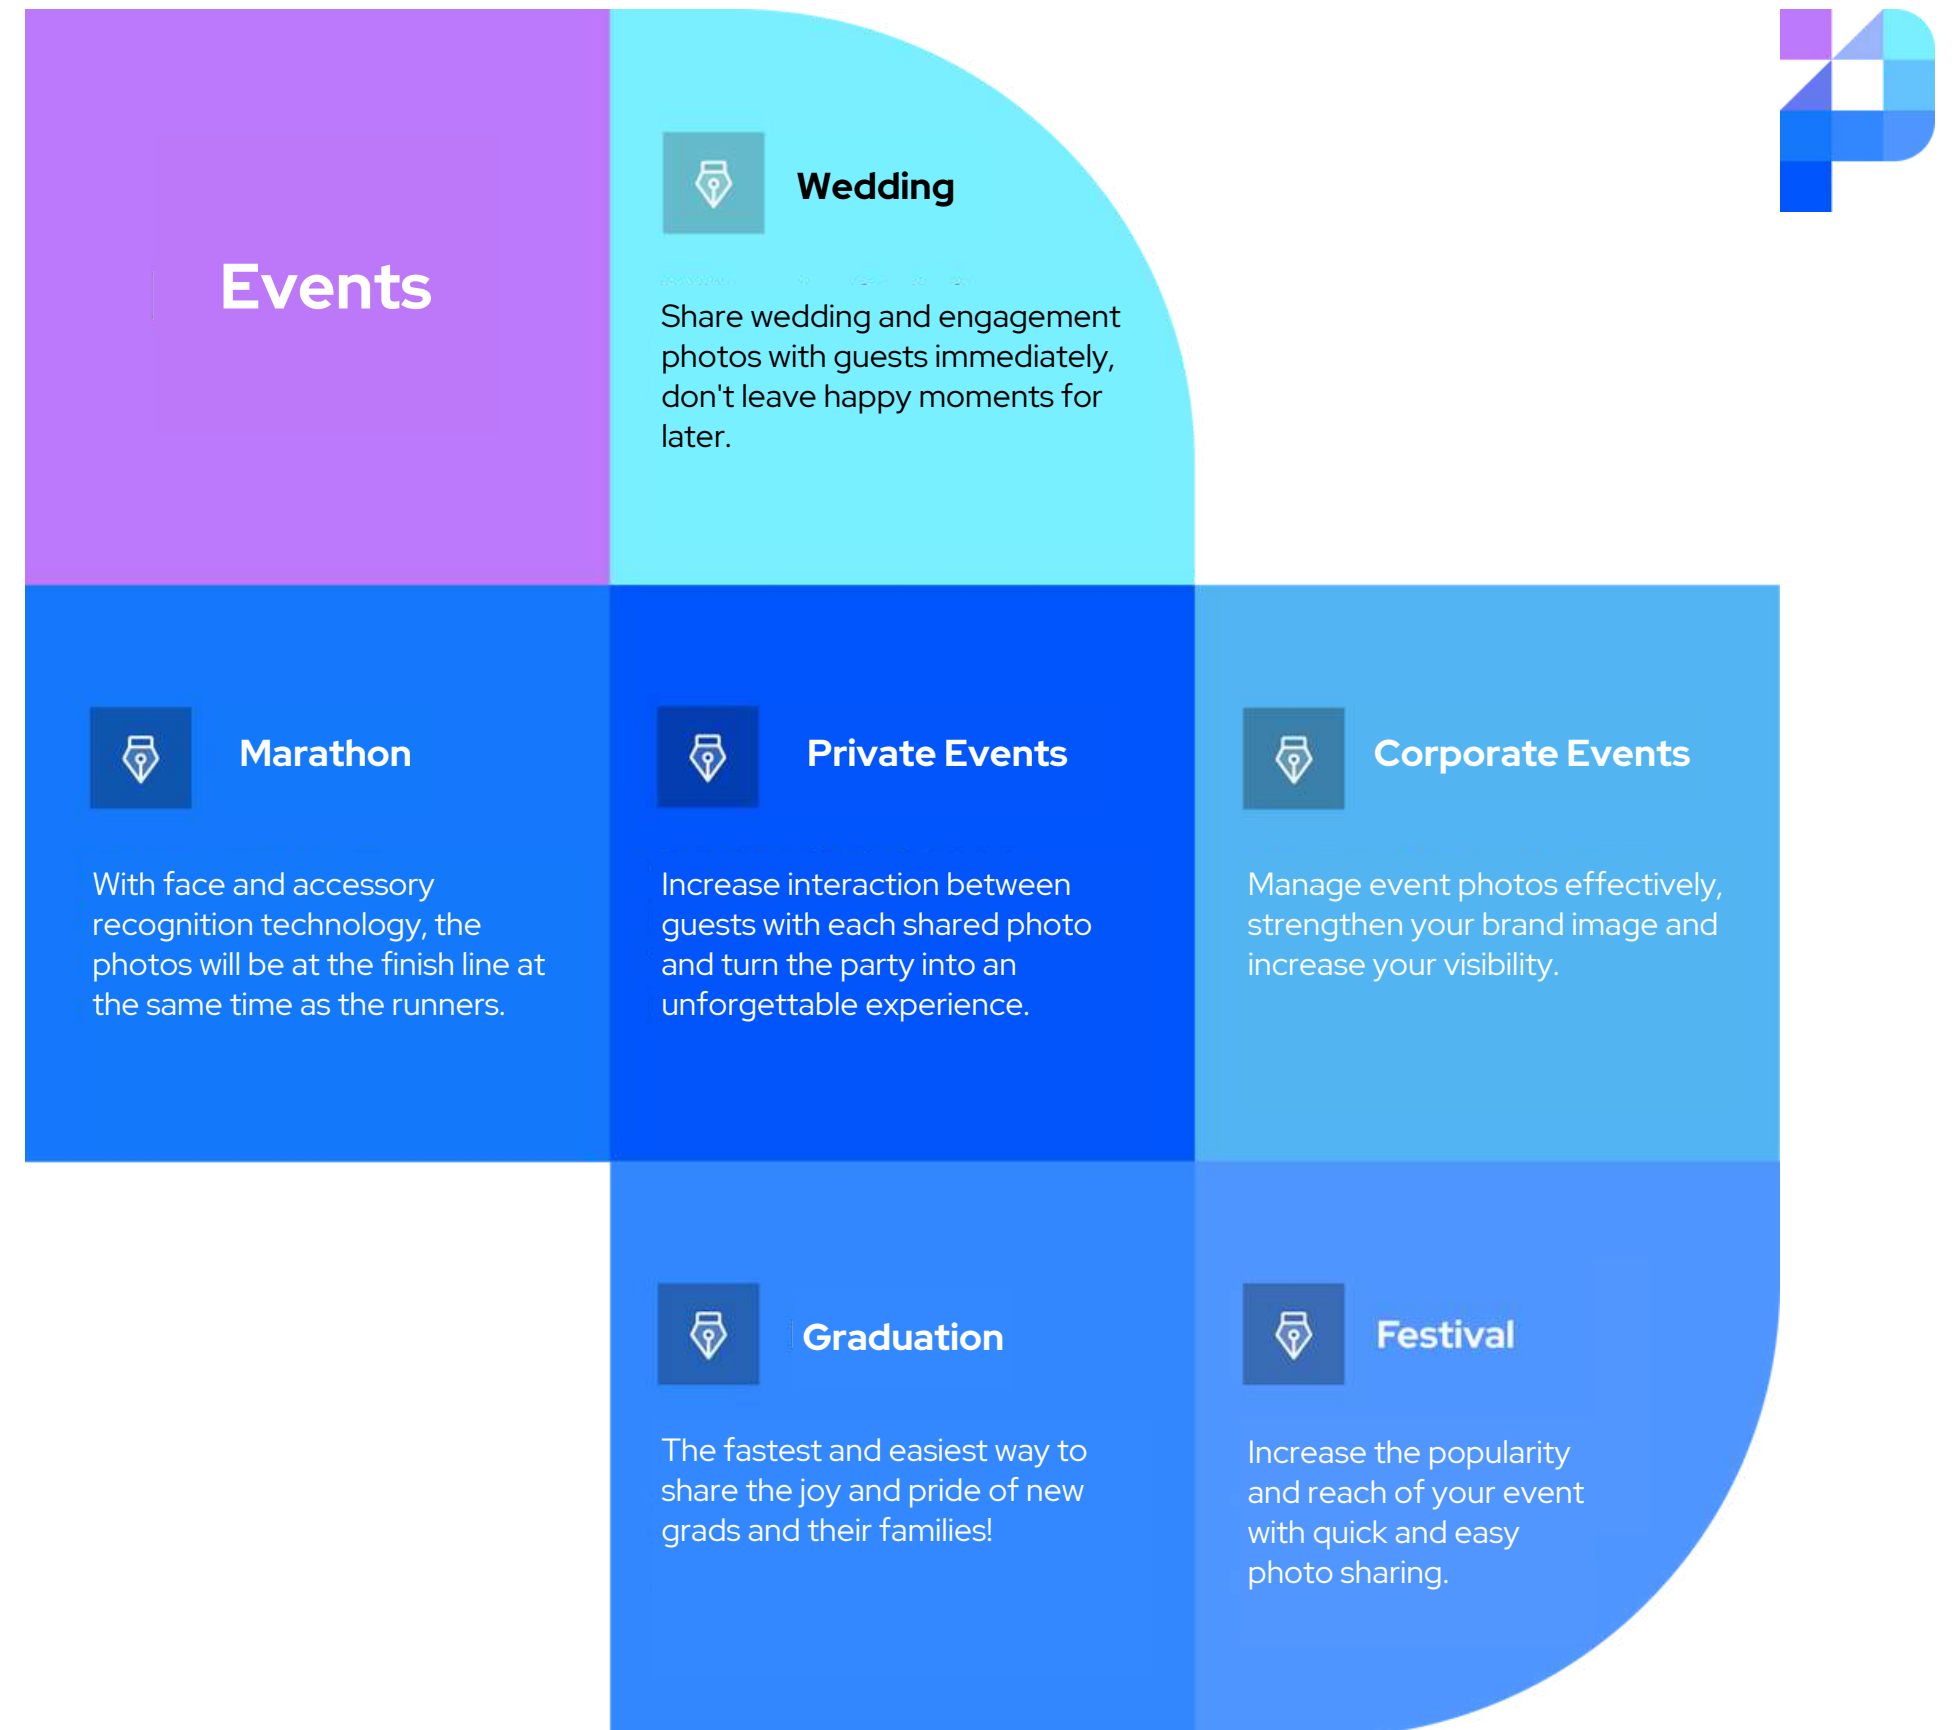 Events
Wedding
Share wedding and engagement
photos with guests immediately,
don't leave happy moments for
later.
Marathon
With face and accessory
recognition technology, the
photos will be at the finish line at
the same time as the runners.
Private Events
Increase interaction between
guests with each shared photo
and turn the party into an
unforgettable experience.
Corporate Events
Manage event photos effectively,
strengthen your brand image and
increase your visibility.
Graduation
The fastest and easiest way to
share the joy and pride of new
grads and their families!
Festival
Increase the popularity
and reach of your event
with quick and easy
photo sharing.